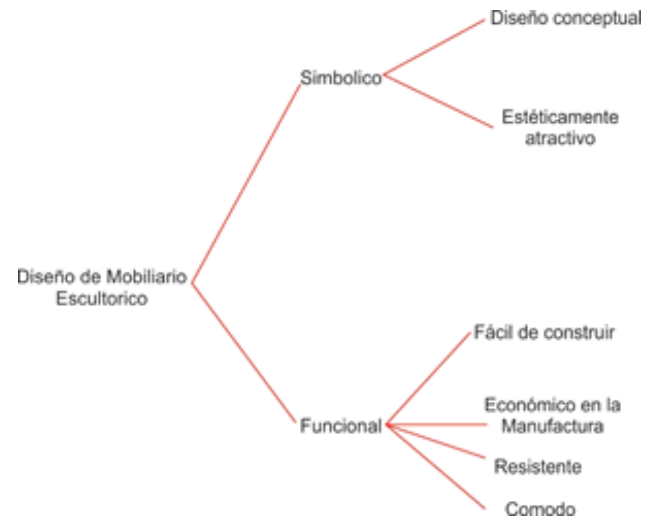 Diseño conceptual
Simbolico
Estéticamente
atractivo
Diseño de Mobiliario
Escultorico
Fácil de construir
Económico en la
Manufactura
Funcional
Resistente
Comodo